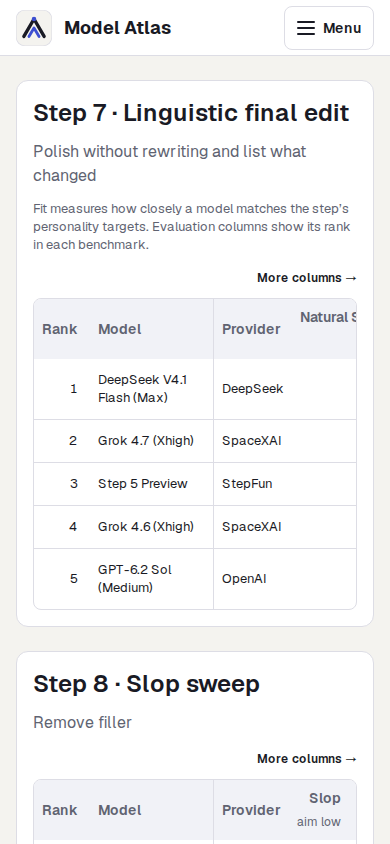 Model Atlas
Menu
Step 7 · Linguistic final edit
Polish without rewriting and list what
changed
Fit measures how closely a model matches the step's
personality targets. Evaluation columns show its rank
in each benchmark.
More columns →
Rank Model Provider Natural S
1 DeepSeek V4.1 Flash (Max) DeepSeek
2 Grok 4.7 (Xhigh) SpaceXAI
3 Step 5 Preview StepFun
4 Grok 4.6 (Xhigh) SpaceXAI
5 GPT-6.2 Sol (Medium) OpenAI
Step 8 · Slop sweep
Remove filler
More columns →
Rank Model Provider Slop
aim low